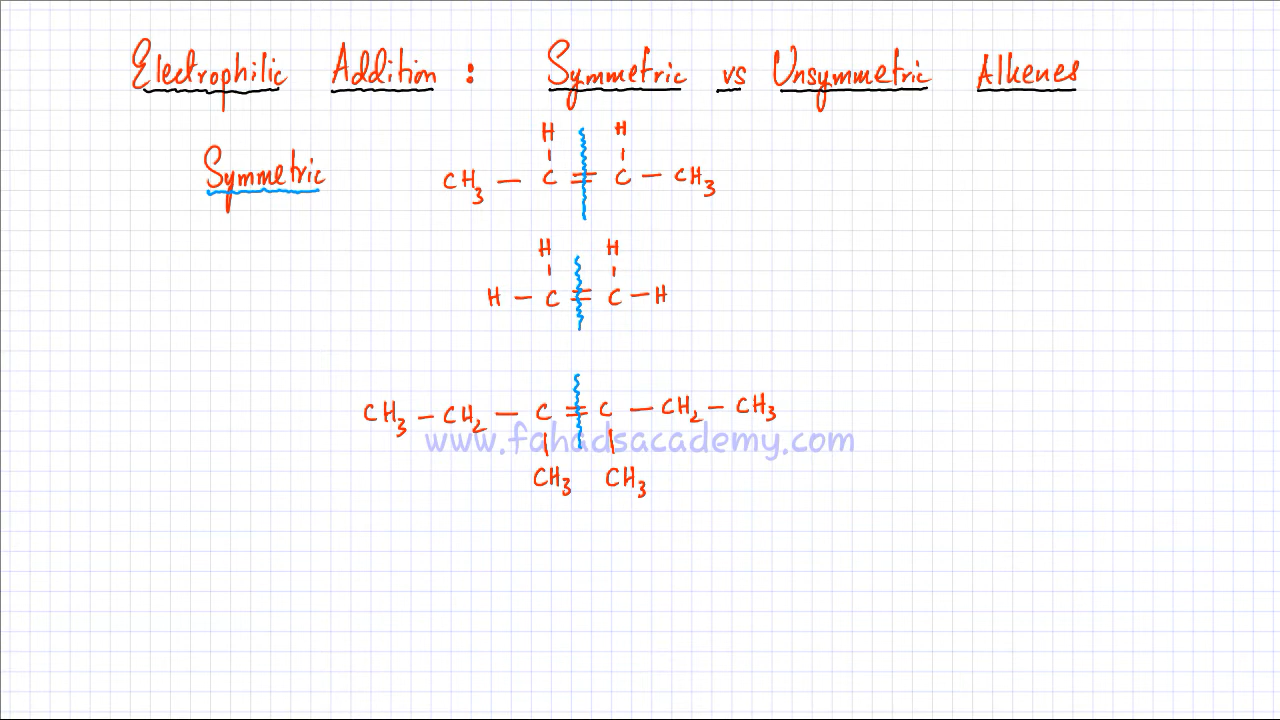 Electrophilic Addition : Symmetric vs Unsymmetric Alkenes
H H
Symmetric CH3 — C = C — CH3
H H
H — C = C — H
CH3 — CH2 — C = C — CH2 — CH3
www.fahadsacademy.com
CH3 CH3